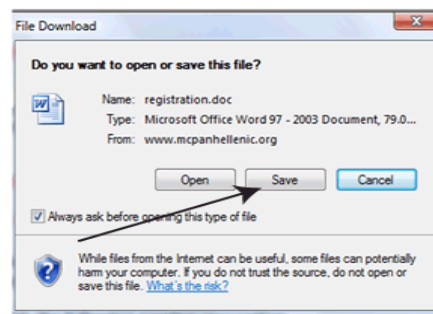 File Download
Do you want to open or save this file?
Name: registration.doc
Type: Microsoft Office Word 97 - 2003 Document, 79.0...
From: www.mcpanhellenic.org
Open Save Cancel
Always ask before opening this type of file
While files from the Internet can be useful, some files can potentially
harm your computer. If you do not trust the source, do not open or
save this file. What's the risk?